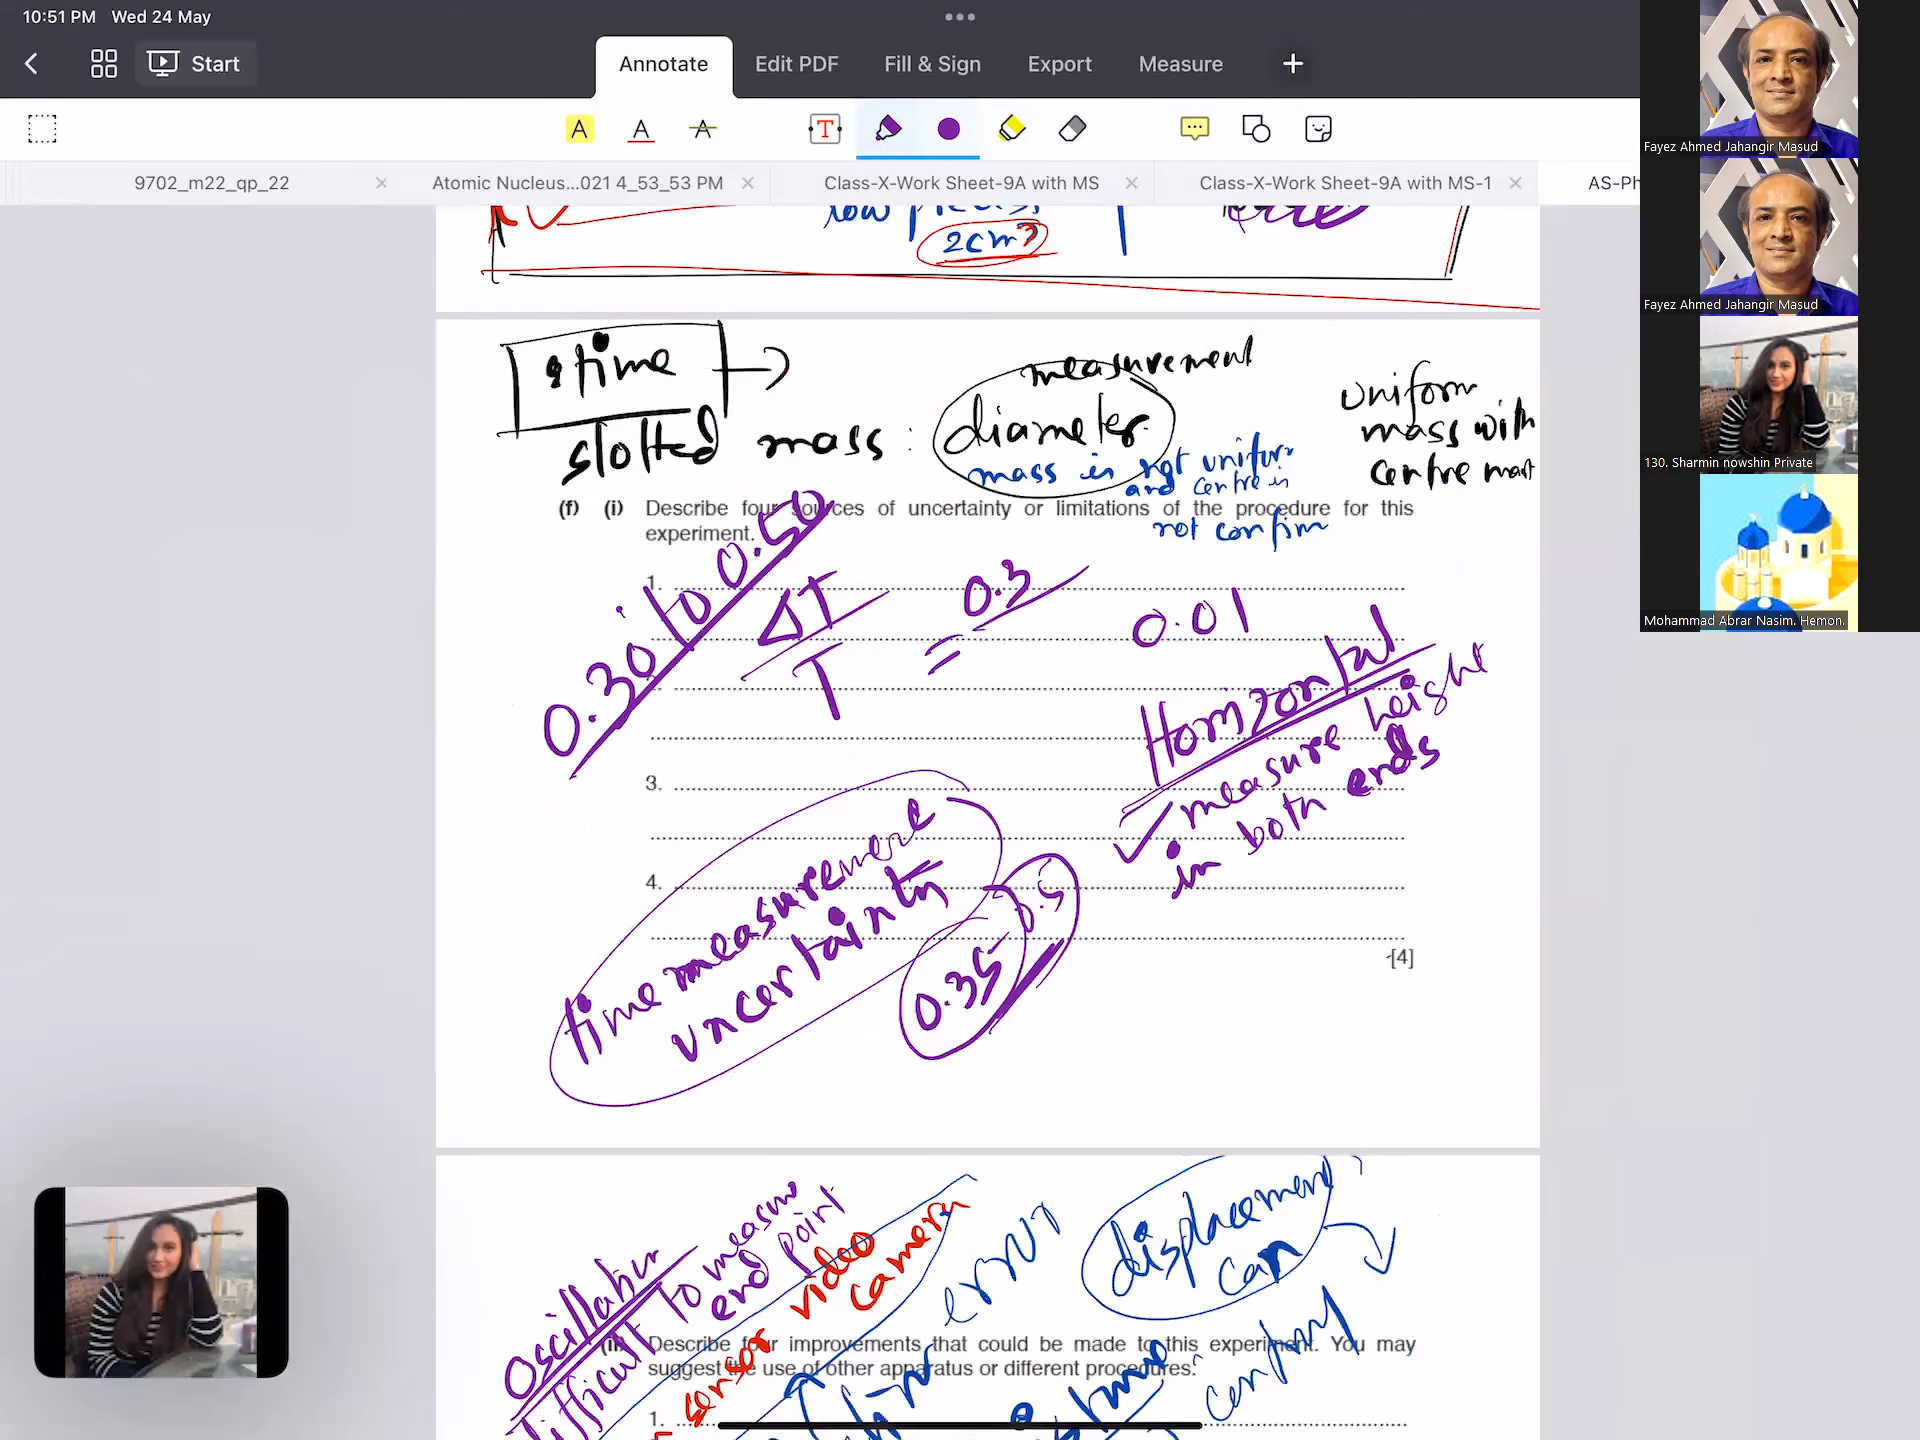 10:51 PM Wed 24 May
Start
Annotate
Edit PDF
Fill & Sign
Export
Measure
9702_m22_qp_22
Atomic Nucleus...021 4_53_53 PM
Class-X-Work Sheet-9A with MS
Class-X-Work Sheet-9A with MS-1
AS-Ph
low
2cm³
time
measurement
slotted mass : diameter
mass is not uniform
and centre is
not confirm
uniform
mass with
centre mark
(f) (i) Describe four sources of uncertainty or limitations of the procedure for this
experiment.
0.30 to 0.50
ΔT
T
= 0.3
0.01
Horizontal
measure height
in both ends
1.
3.
4.
time measurement
uncertainty
0.35
0.5
[4]
oscillation
difficult to measure
end point
sensor video
camera
error
displacement
can
(ii) Describe four improvements that could be made to this experiment. You may
suggest the use of other apparatus or different procedures.
1.
Fayez Ahmed Jahangir Masud
Fayez Ahmed Jahangir Masud
130. Sharmin nowshin Private
Mohammad Abrar Nasim. Hemon.